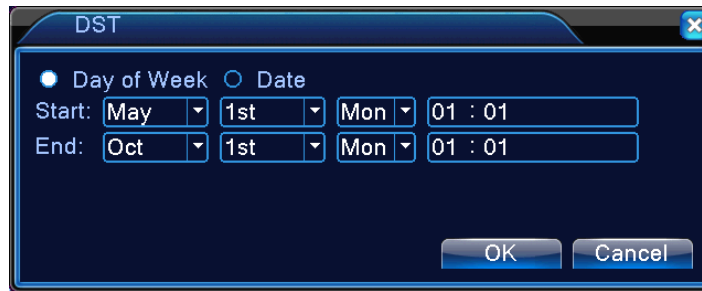 DST
Day of Week Date
Start: May 1st Mon 01 : 01
End: Oct 1st Mon 01 : 01
OK Cancel